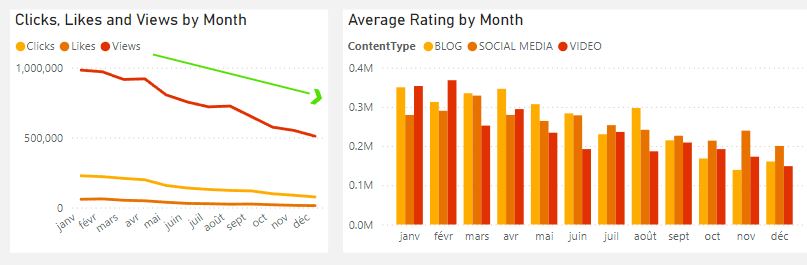 Clicks, Likes and Views by Month
Clicks Likes Views
1,000,000
500,000
0
janv févr mars avr mai juin juil août sept oct nov déc
Average Rating by Month
ContentType BLOG SOCIAL MEDIA VIDEO
0.4M
0.3M
0.2M
0.1M
0.0M
janv févr mars avr mai juin juil août sept oct nov déc